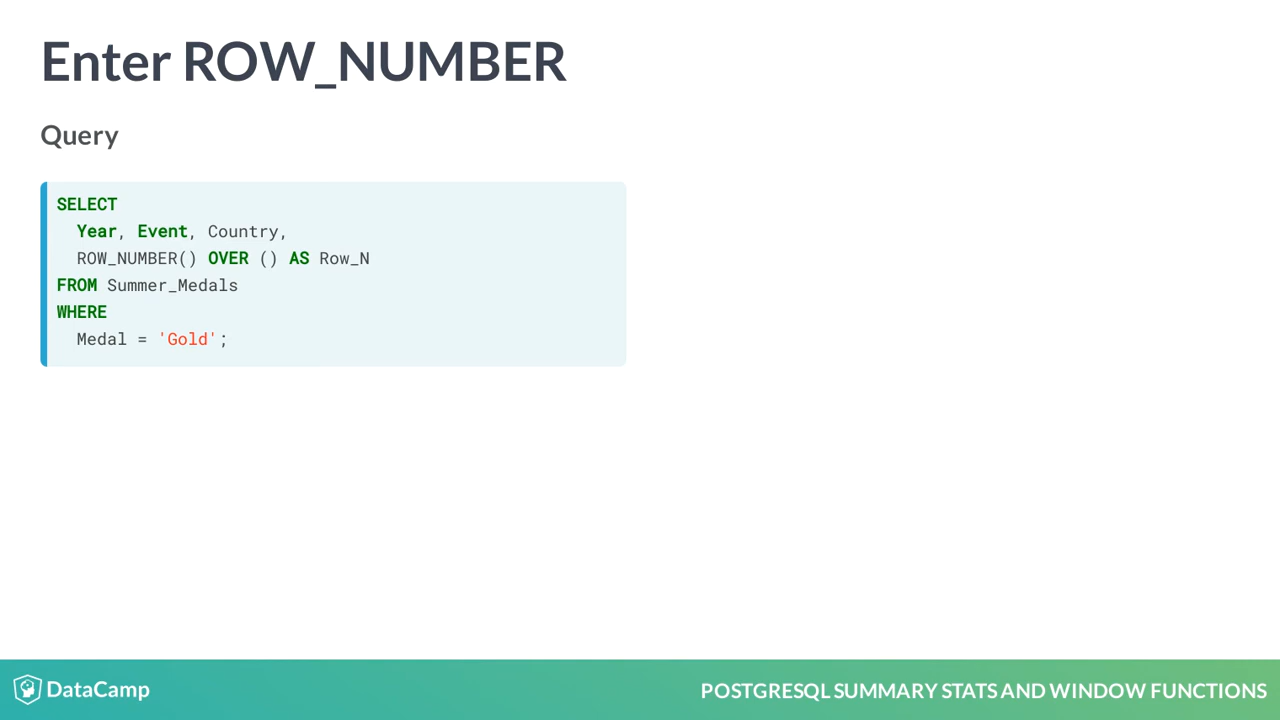 Enter ROW_NUMBER
Query
SELECT
  Year, Event, Country,
  ROW_NUMBER() OVER () AS Row_N
FROM Summer_Medals
WHERE
  Medal = 'Gold';
DataCamp
POSTGRESQL SUMMARY STATS AND WINDOW FUNCTIONS